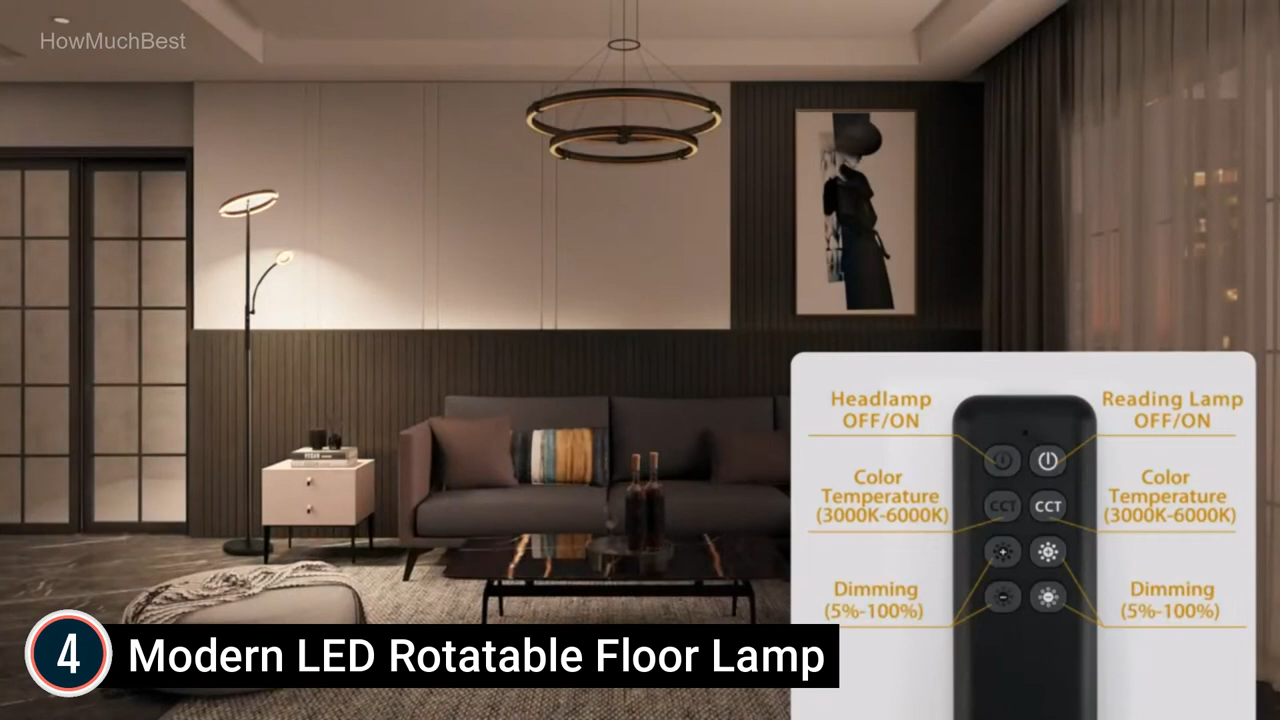 HowMuchBest
Headlamp
OFF/ON
Reading Lamp
OFF/ON
Color
Temperature
(3000K-6000K)
Color
Temperature
(3000K-6000K)
CCT
CCT
Dimming
(5%-100%)
Dimming
(5%-100%)
4
Modern LED Rotatable Floor Lamp